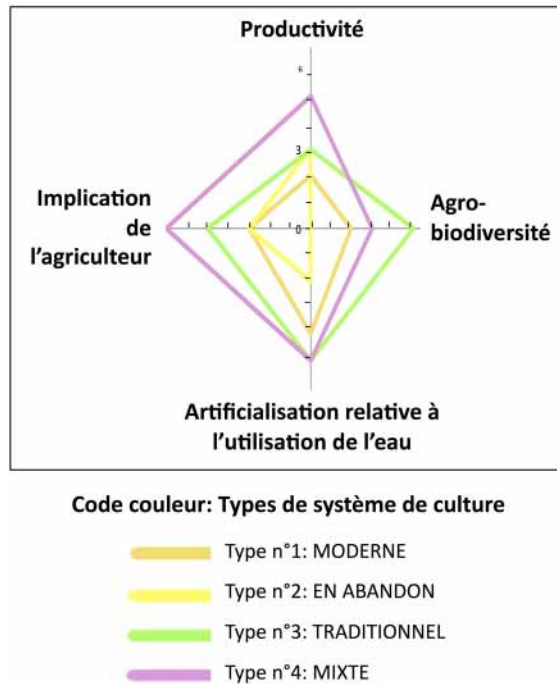 Productivité
6
3
0
Implication
de
l’agriculteur
Agro-
biodiversité
Artificialisation relative à
l’utilisation de l’eau
Code couleur: Types de système de culture
Type n°1: MODERNE
Type n°2: EN ABANDON
Type n°3: TRADITIONNEL
Type n°4: MIXTE